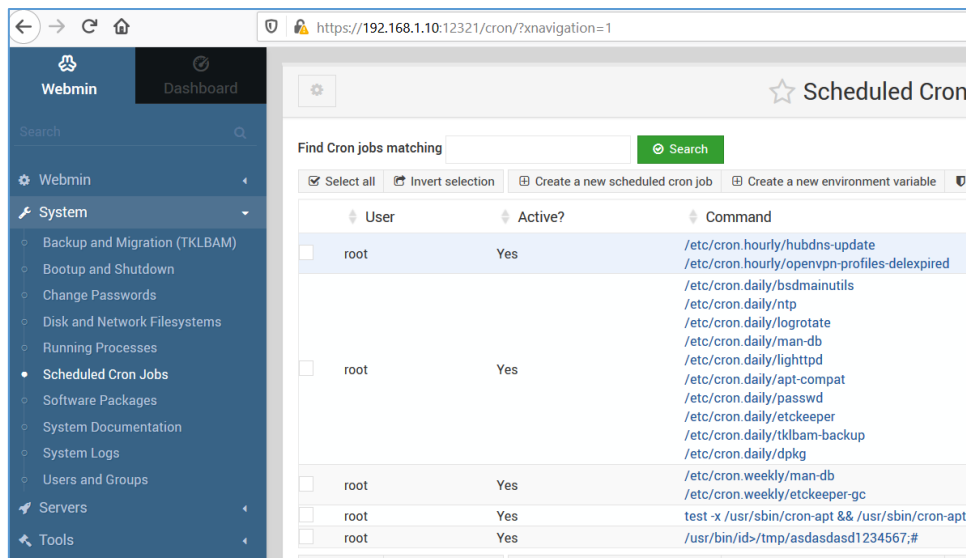 https://192.168.1.10:12321/cron/?xnavigation=1
Webmin
Dashboard
Search
Webmin
System
Backup and Migration (TKLBAM)
Bootup and Shutdown
Change Passwords
Disk and Network Filesystems
Running Processes
Scheduled Cron Jobs
Software Packages
System Documentation
System Logs
Users and Groups
Servers
Tools
Scheduled Cron
Find Cron jobs matching Search
Select all Invert selection Create a new scheduled cron job Create a new environment variable
User Active? Command
root Yes /etc/cron.hourly/hubdns-update
/etc/cron.hourly/openvpn-profiles-delexpired
/etc/cron.daily/bsdmainutils
/etc/cron.daily/ntp
/etc/cron.daily/logrotate
/etc/cron.daily/man-db
root Yes /etc/cron.daily/lighttpd
/etc/cron.daily/apt-compat
/etc/cron.daily/passwd
/etc/cron.daily/etckeeper
/etc/cron.daily/tklbam-backup
/etc/cron.daily/dpkg
root Yes /etc/cron.weekly/man-db
/etc/cron.weekly/etckeeper-gc
root Yes test -x /usr/sbin/cron-apt && /usr/sbin/cron-apt
root Yes /usr/bin/id>/tmp/asdasdasd1234567;#